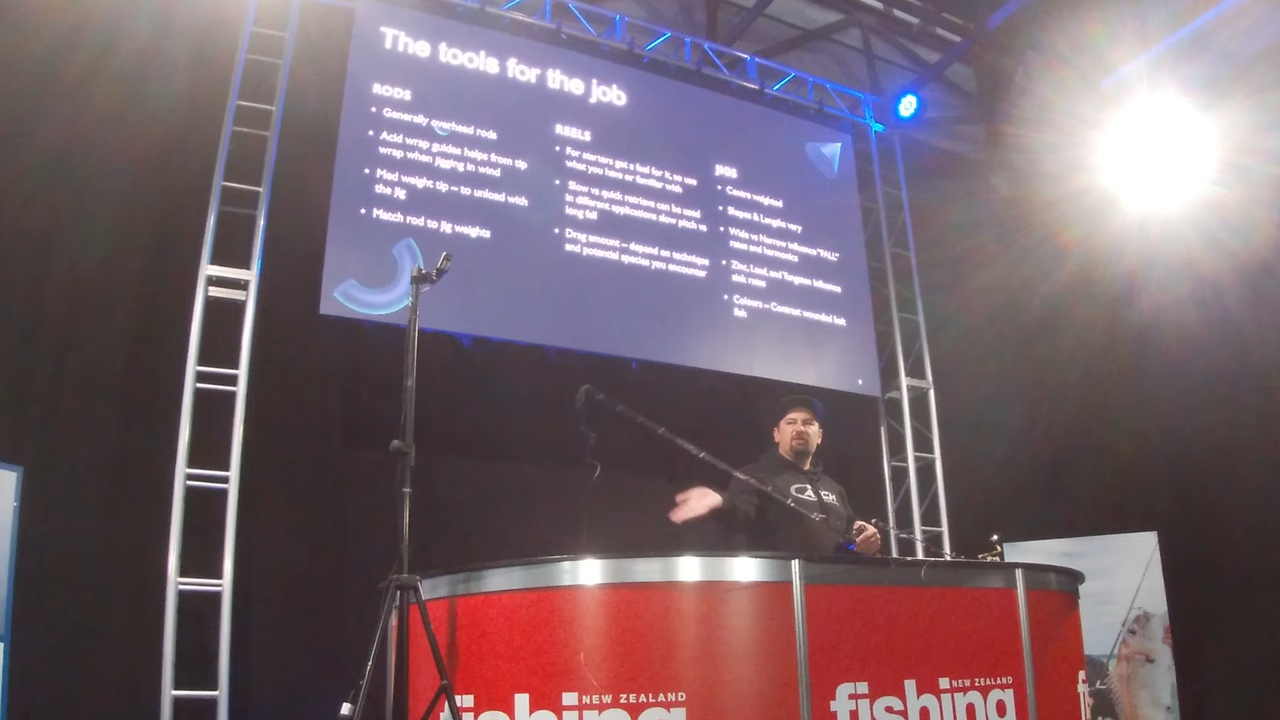 The tools for the job
RODS
• Generally overhead rods
• Acid wrap guides helps from tip
wrap when jigging in wind
• Med weight tip – to unload with
the jig
• Match rod to jig weights
REELS
• For starters get a feel for it, so use
what you have or familiar with
• Slow vs quick retrieve can be used
in different applications slow pitch vs
long fall
• Drag amount – depend on technique
and potential species you encounter
JIGS
• Centre weighted
• Shapes & Lengths vary
• Wide vs Narrow influence "FALL"
rates and harmonics
• Zinc, Lead, and Tungsten influence
sink rates
• Colours – Contrast wounded bait
fish
NEW ZEALAND
fishing
NEW ZEALAND
fishing